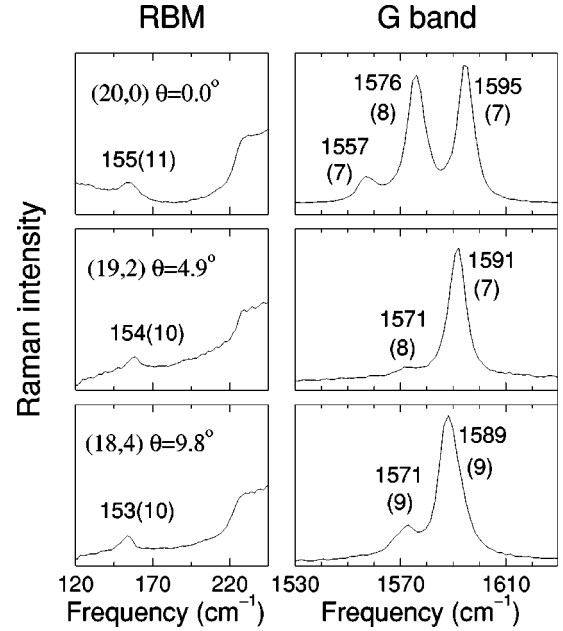 RBM
G band
Raman intensity
(20,0) θ=0.0°
155(11)
1557
(7)
1576
(8)
1595
(7)
(19,2) θ=4.9°
154(10)
1571
(8)
1591
(7)
(18,4) θ=9.8°
153(10)
1571
(9)
1589
(9)
120 170 220
1530 1570 1610
Frequency (cm⁻¹)
Frequency (cm⁻¹)